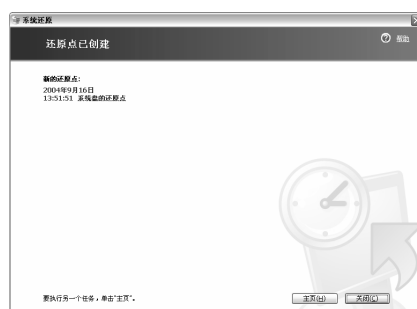 系统还原
还原点已创建
帮助
新的还原点:
2004年9月16日
13:51:51 系统盘的还原点
要执行另一个任务，单击"主页"。
主页(H) 关闭(C)